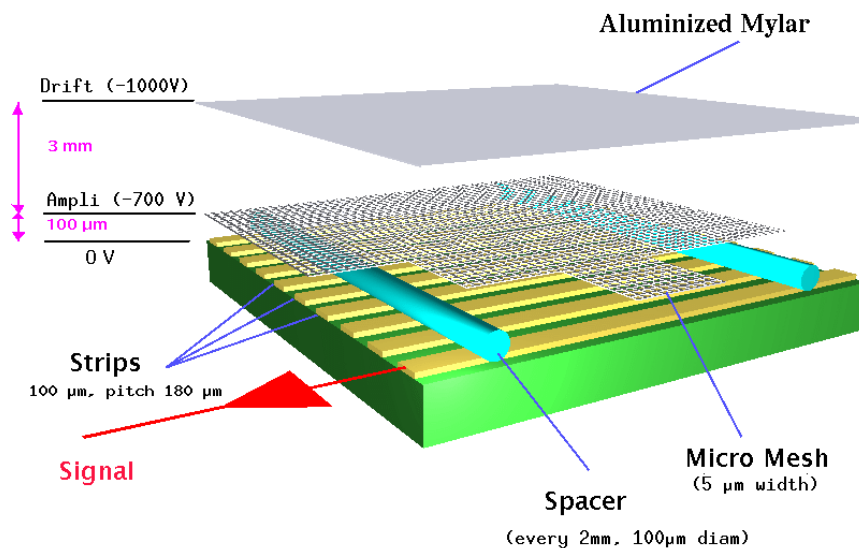 Aluminized Mylar
Drift (-1000V)
3 mm
Ampli (-700 V)
100 µm
0 V
Strips
100 µm, pitch 180 µm
Signal
Micro Mesh
(5 µm width)
Spacer
(every 2mm, 100µm diam)